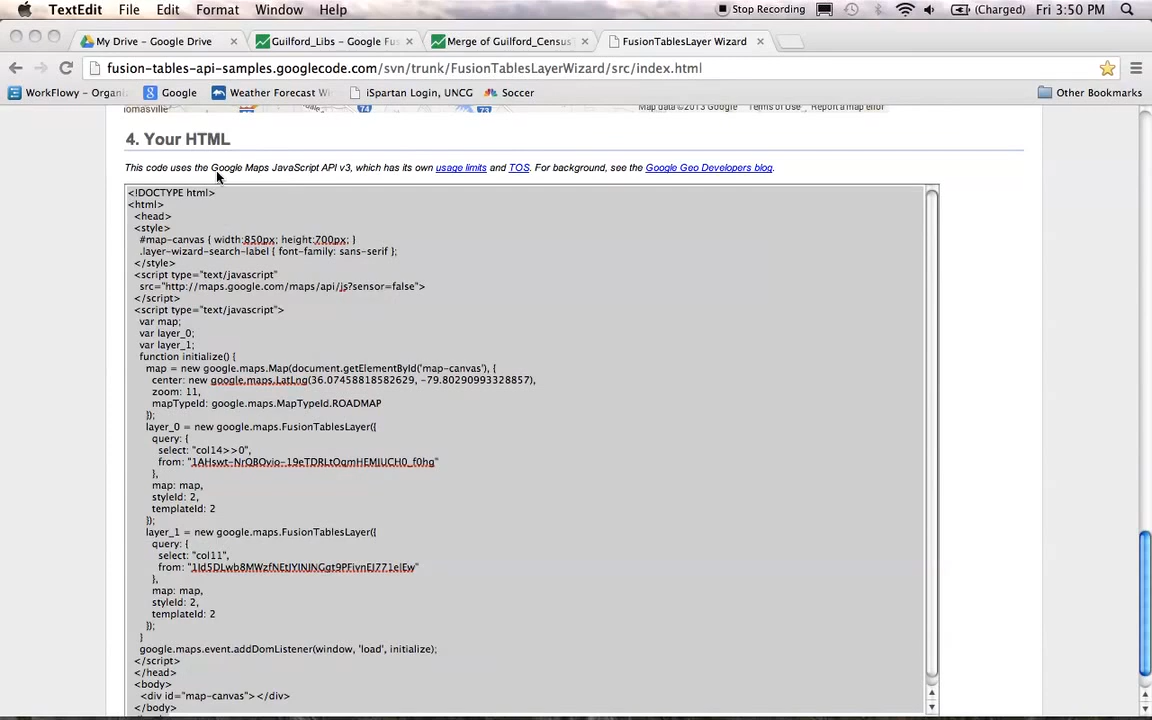 TextEdit File Edit Format Window Help Stop Recording (Charged) Fri 3:50 PM
My Drive – Google Drive Guilford_Libs – Google Fus Merge of Guilford_Census FusionTablesLayer Wizard
fusion-tables-api-samples.googlecode.com/svn/trunk/FusionTablesLayerWizard/src/index.html
WorkFlowy – Organi Google Weather Forecast Wi iSpartan Login, UNCG Soccer Other Bookmarks
omasville 74 73 Map data ©2013 Google Terms of Use Report a map error
4. Your HTML
This code uses the Google Maps JavaScript API v3, which has its own usage limits and TOS. For background, see the Google Geo Developers blog.
<!DOCTYPE html>
<html>
<head>
<style>
#map-canvas { width:850px; height:700px; }
.layer-wizard-search-label { font-family: sans-serif };
</style>
<script type="text/javascript"
src="http://maps.google.com/maps/api/js?sensor=false">
</script>
<script type="text/javascript">
var map;
var layer_0;
var layer_1;
function initialize() {
map = new google.maps.Map(document.getElementById('map-canvas'), {
center: new google.maps.LatLng(36.07458818582629, -79.80290993328857),
zoom: 11,
mapTypeId: google.maps.MapTypeId.ROADMAP
});
layer_0 = new google.maps.FusionTablesLayer({
query: {
select: "col14>>0",
from: "1AHswt-NrQBOvio-19eTDRLtOqmHEMIUCH0_f0hg"
},
map: map,
styleId: 2,
templateId: 2
});
layer_1 = new google.maps.FusionTablesLayer({
query: {
select: "col11",
from: "1Id5DLwb8MWzfNEtJYININGgt9PFivnEJ771elEw"
},
map: map,
styleId: 2,
templateId: 2
});
}
google.maps.event.addDomListener(window, 'load', initialize);
</script>
</head>
<body>
<div id="map-canvas"></div>
</body>